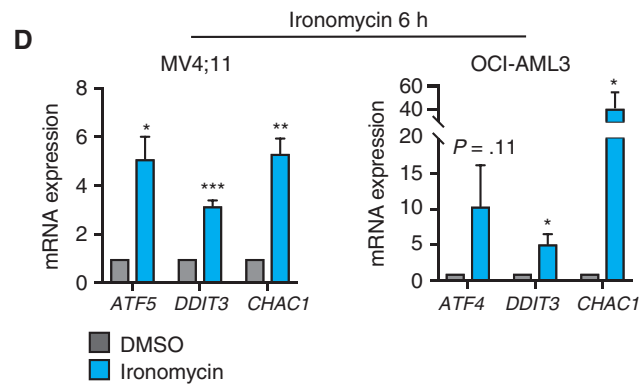 D
Ironomycin 6 h
MV4;11
mRNA expression
8
6
4
2
0
*
***
**
ATF5 DDIT3 CHAC1
OCI-AML3
mRNA expression
60
40
20
15
10
5
0
P = .11
*
*
ATF4 DDIT3 CHAC1
DMSO
Ironomycin